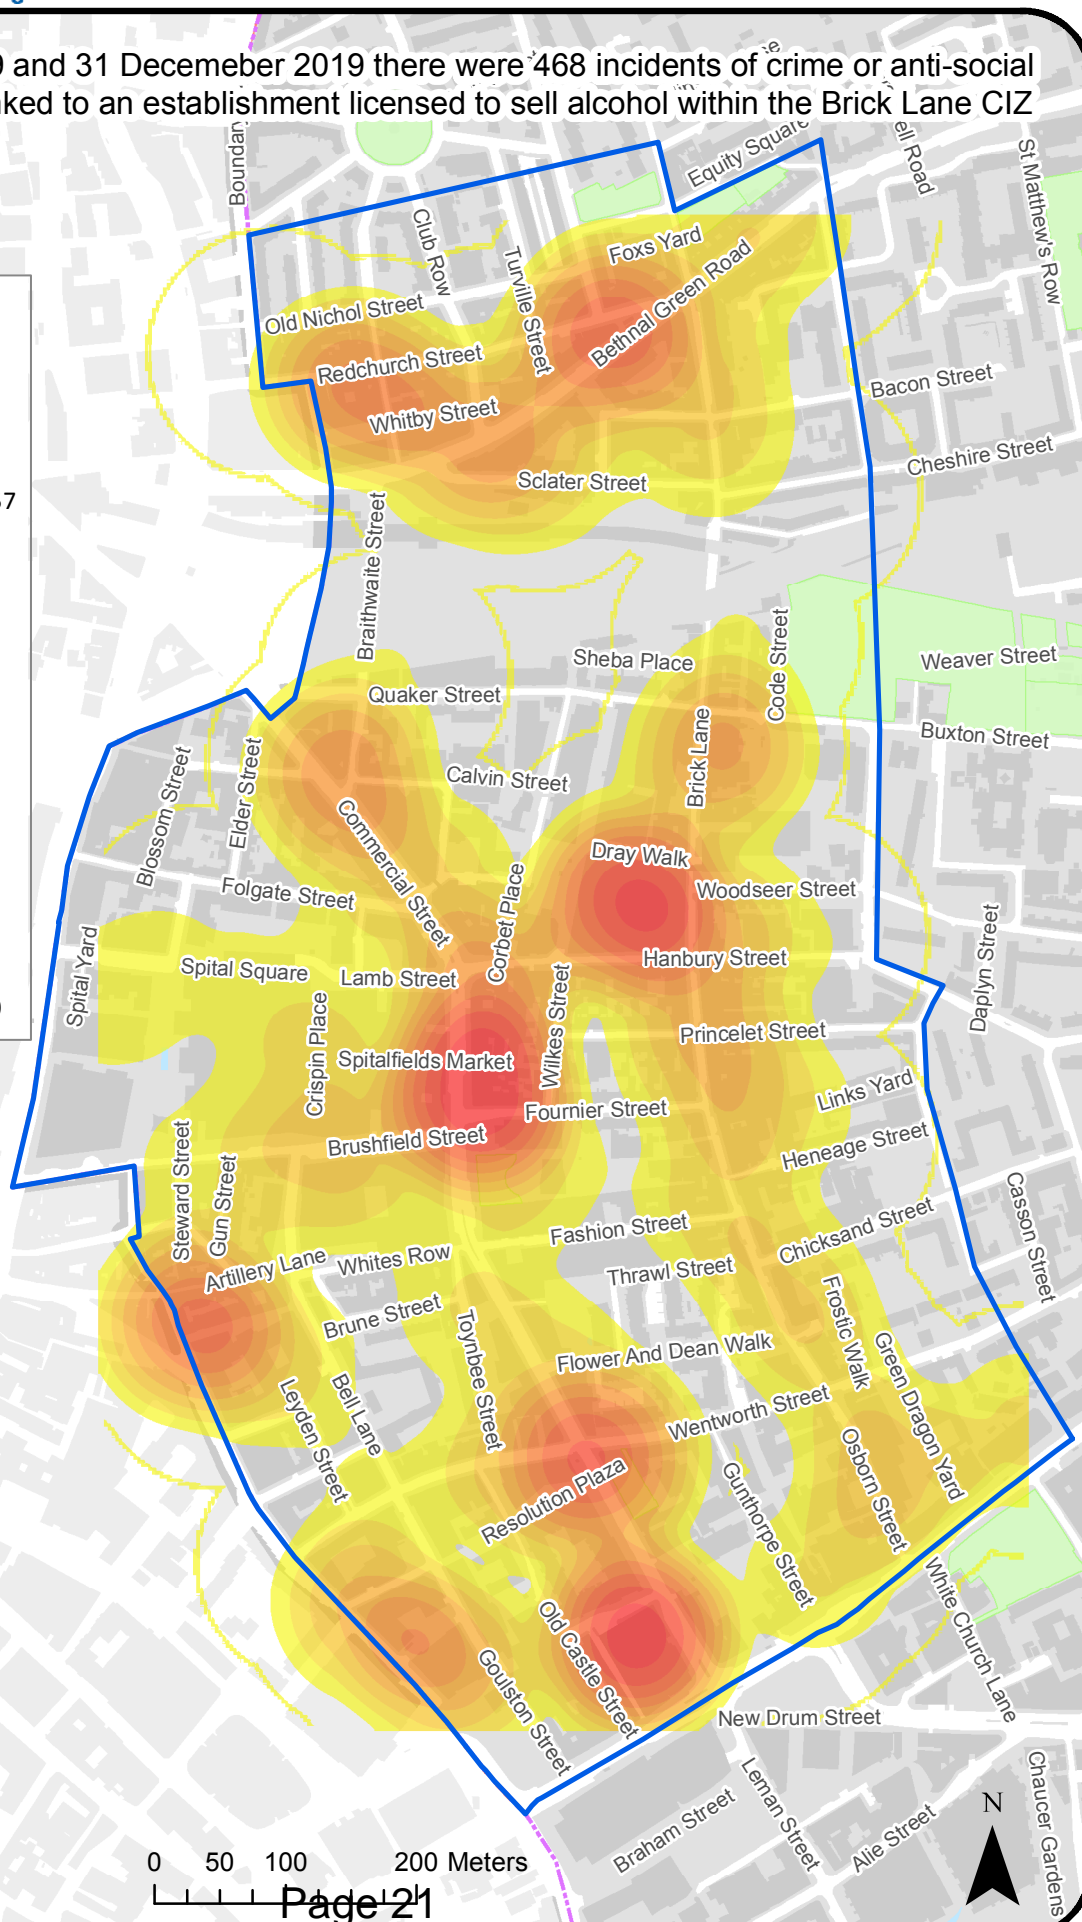 and 31 Decemeber 2019 there were 468 incidents of crime or anti-social
to an establishment licensed to sell alcohol within the Brick Lane CIZ
Equity Square
St Matthew's Row
Boundary
Club Row
Foxs Yard
Turville Street
Bethnal Green Road
Old Nichol Street
Redchurch Street
Whitby Street
Bacon Street
Cheshire Street
Sclater Street
Braithwaite Street
Sheba Place
Code Street
Weaver Street
Quaker Street
Buxton Street
Brick Lane
Calvin Street
Elder Street
Blossom Street
Commercial Street
Dray Walk
Woodseer Street
Folgate Street
Corbet Place
Daplyn Street
Spital Yard
Spital Square
Lamb Street
Hanbury Street
Wilkes Street
Princelet Street
Crispin Place
Spitalfields Market
Links Yard
Fournier Street
Brushfield Street
Heneage Street
Steward Street
Gun Street
Casson Street
Fashion Street
Chicksand Street
Artillery Lane
Whites Row
Thrawl Street
Brune Street
Frostic Walk
Toynbee Street
Flower And Dean Walk
Green Dragon Yard
Bell Lane
Leyden Street
Wentworth Street
Osborn Street
Resolution Plaza
Gunthorpe Street
White Church Lane
Old Castle Street
Goulston Street
New Drum Street
Leman Street
Braham Street
Alie Street
Chaucer Gardens
N
0 50 100 200 Meters
Page 21